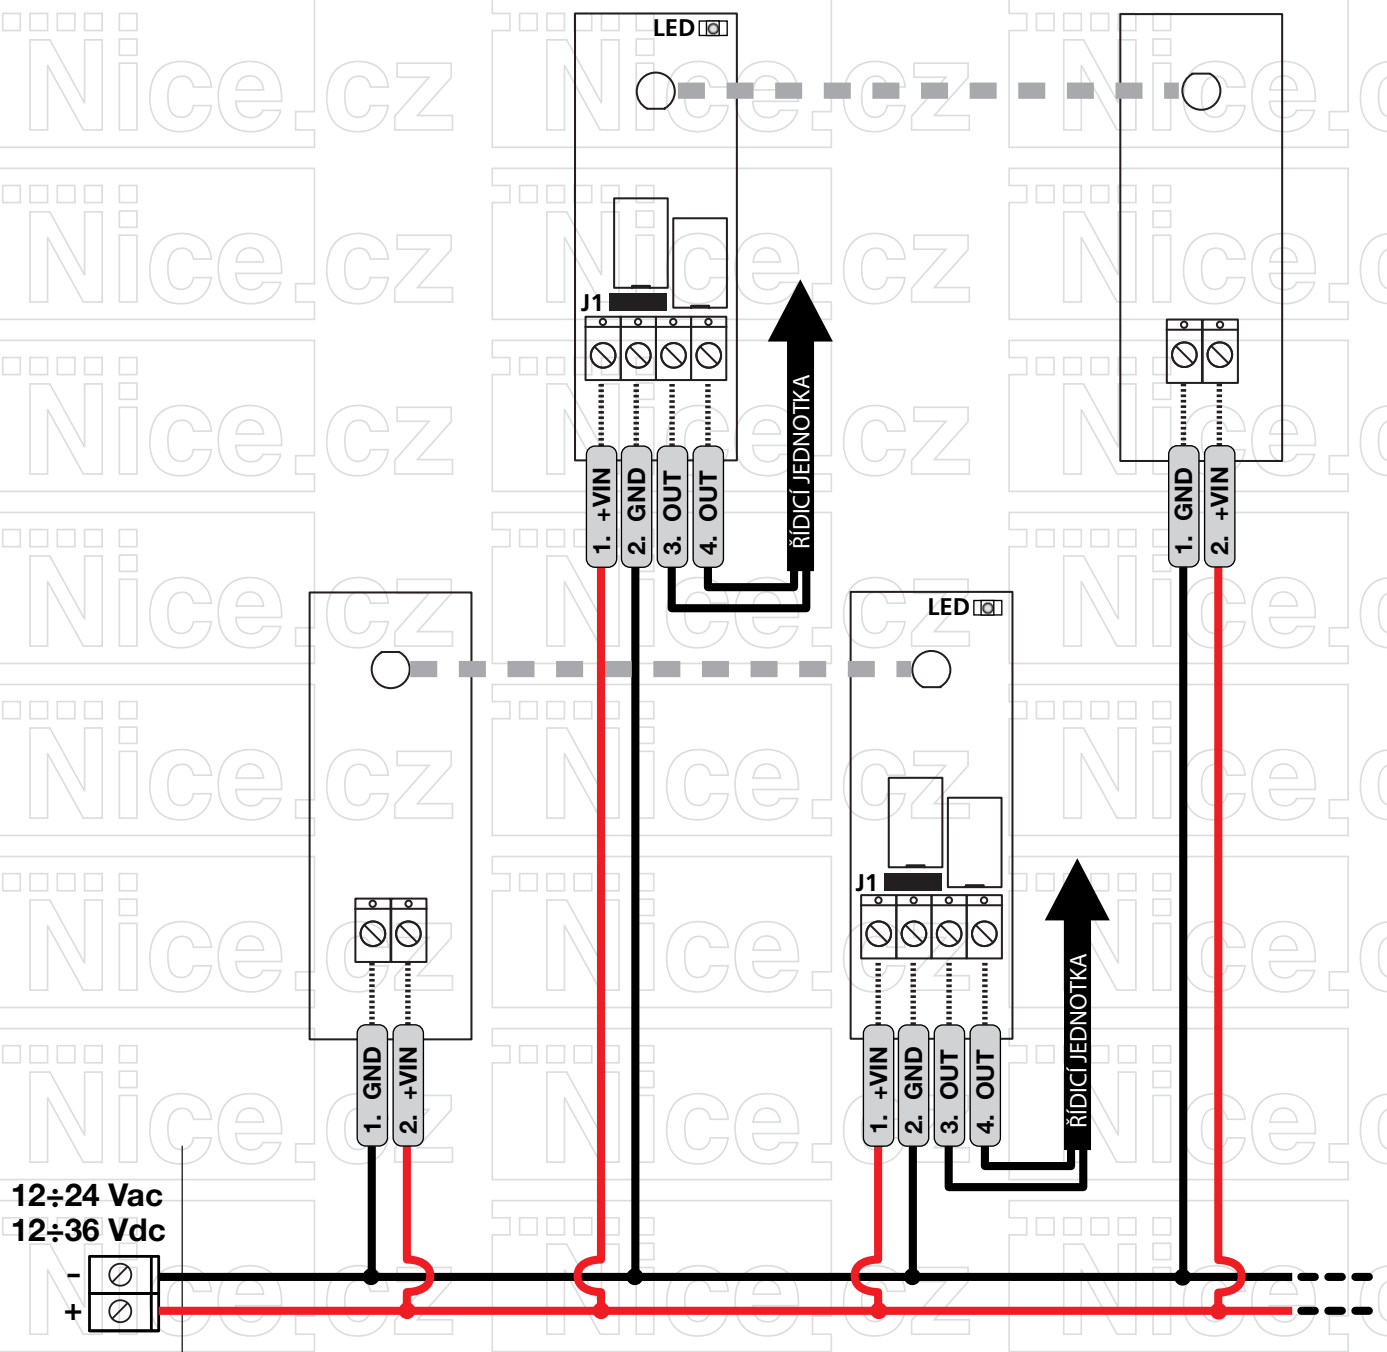 LED
J1
1. +VIN
2. GND
3. OUT
4. OUT
ŘÍDICÍ JEDNOTKA
1. GND
2. +VIN
LED
J1
1. GND
2. +VIN
1. +VIN
2. GND
3. OUT
4. OUT
ŘÍDICÍ JEDNOTKA
12÷24 Vac
12÷36 Vdc
-
+
Nice.cz